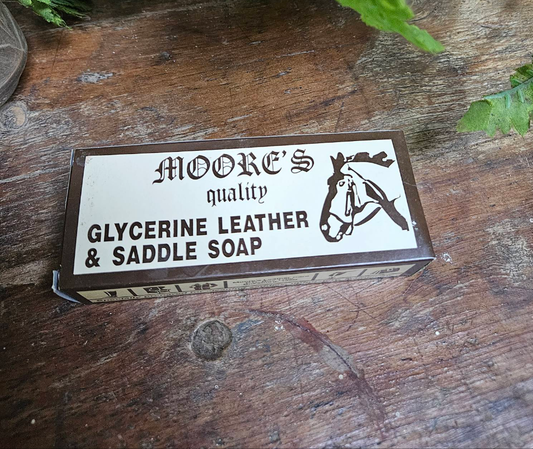 MOORE'S
quality
GLYCERINE LEATHER
& SADDLE SOAP